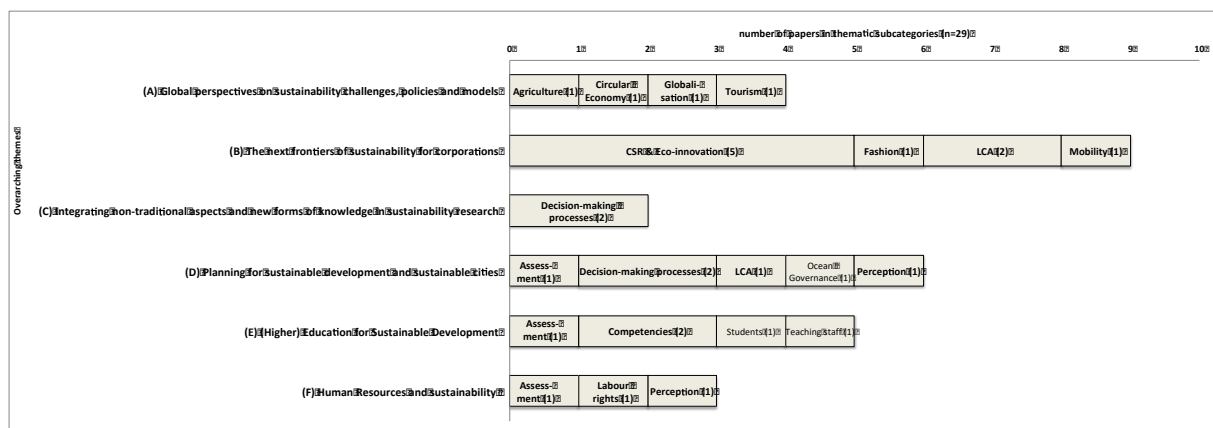 number of papers in thematic subcategories (n=29)
0 1 2 3 4 5 6 7 8 9 10
Overarching themes
(A) Global perspectives on sustainability challenges, policies and models
Agriculture (1)
Circular
Economy (1)
Globali-
sation (1)
Tourism (1)
(B) The next frontiers of sustainability for corporations
CSR & Eco-innovation (5)
Fashion (1)
LCA (2)
Mobility (1)
(C) Integrating non-traditional aspects and new forms of knowledge in sustainability research
Decision-making
processes (2)
(D) Planning for sustainable development and sustainable cities
Assess-
ment (1)
Decision-making processes (2)
LCA (1)
Ocean
Governance (1)
Perception (1)
(E) (Higher) Education for Sustainable Development
Assess-
ment (1)
Competencies (2)
Students (1)
Teaching staff (1)
(F) Human Resources and sustainability
Assess-
ment (1)
Labour
rights (1)
Perception (1)